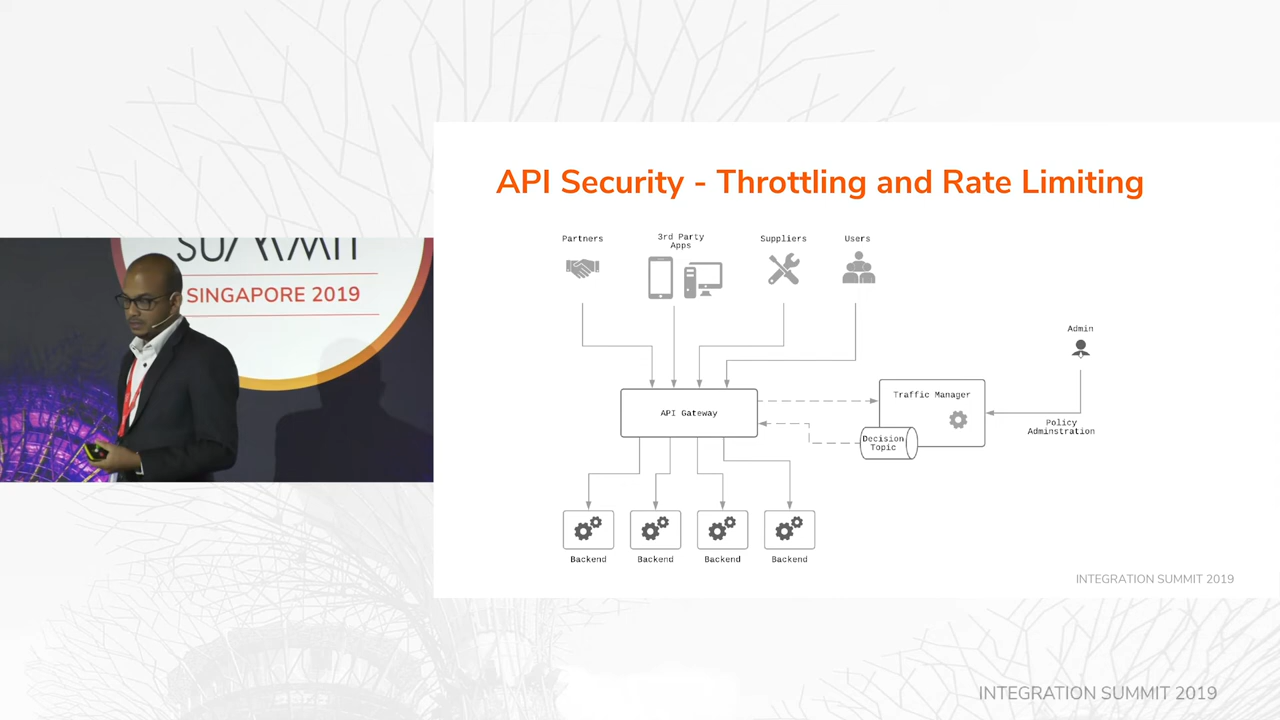 API Security - Throttling and Rate Limiting
Partners
3rd Party
Apps
Suppliers
Users
Admin
API Gateway
Traffic Manager
Decision
Topic
Policy
Adminstration
Backend
Backend
Backend
Backend
INTEGRATION SUMMIT 2019
SUMMIT
SINGAPORE 2019
INTEGRATION SUMMIT 2019